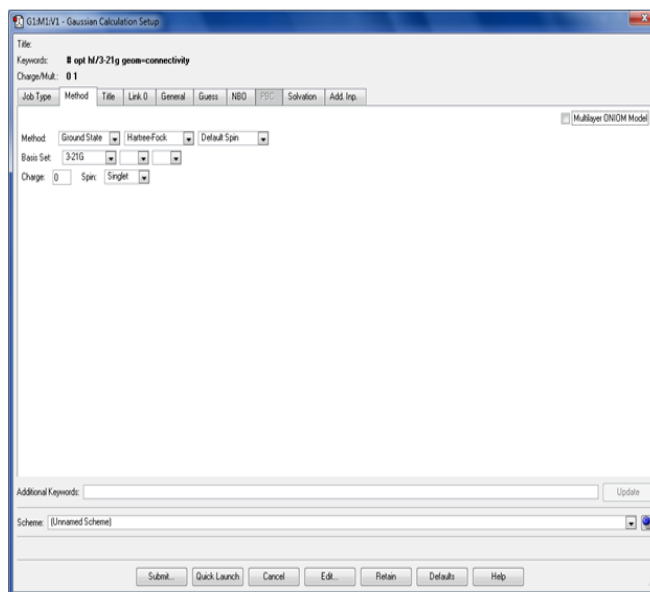 G1:M1:V1 - Gaussian Calculation Setup
Title:
Keywords: # opt hf/3-21g geom=connectivity
Charge/Mult.: 0 1
Job Type Method Title Link 0 General Guess NBO PBC Solvation Add. Inp.
Multilayer ONIOM Model
Method: Ground State Hartree-Fock Default Spin
Basis Set: 3-21G
Charge: 0 Spin: Singlet
Additional Keywords: Update
Scheme: (Unnamed Scheme)
Submit... Quick Launch Cancel Edit... Retain Defaults Help